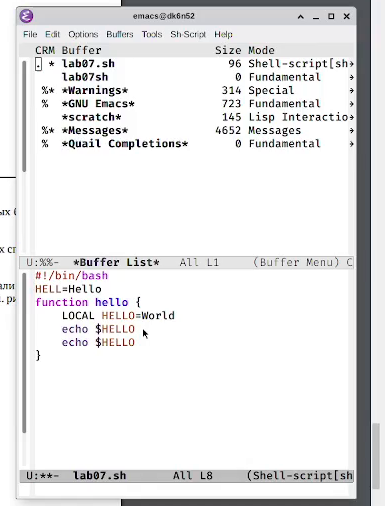 emacs@dk6n52
File Edit Options Buffers Tools Sh-Script Help
CRM Buffer Size Mode
. * lab07.sh 96 Shell-script[sh
lab07sh 0 Fundamental
%* *Warnings* 314 Special
%* *GNU Emacs* 723 Fundamental
*scratch* 145 Lisp Interactio
%* *Messages* 4652 Messages
% *Quail Completions* 0 Fundamental
U:%%- *Buffer List* All L1 (Buffer Menu) C
#!/bin/bash
HELL=Hello
function hello {
LOCAL HELLO=World
echo $HELLO
echo $HELLO
}
U:**- lab07.sh All L8 (Shell-script[sh